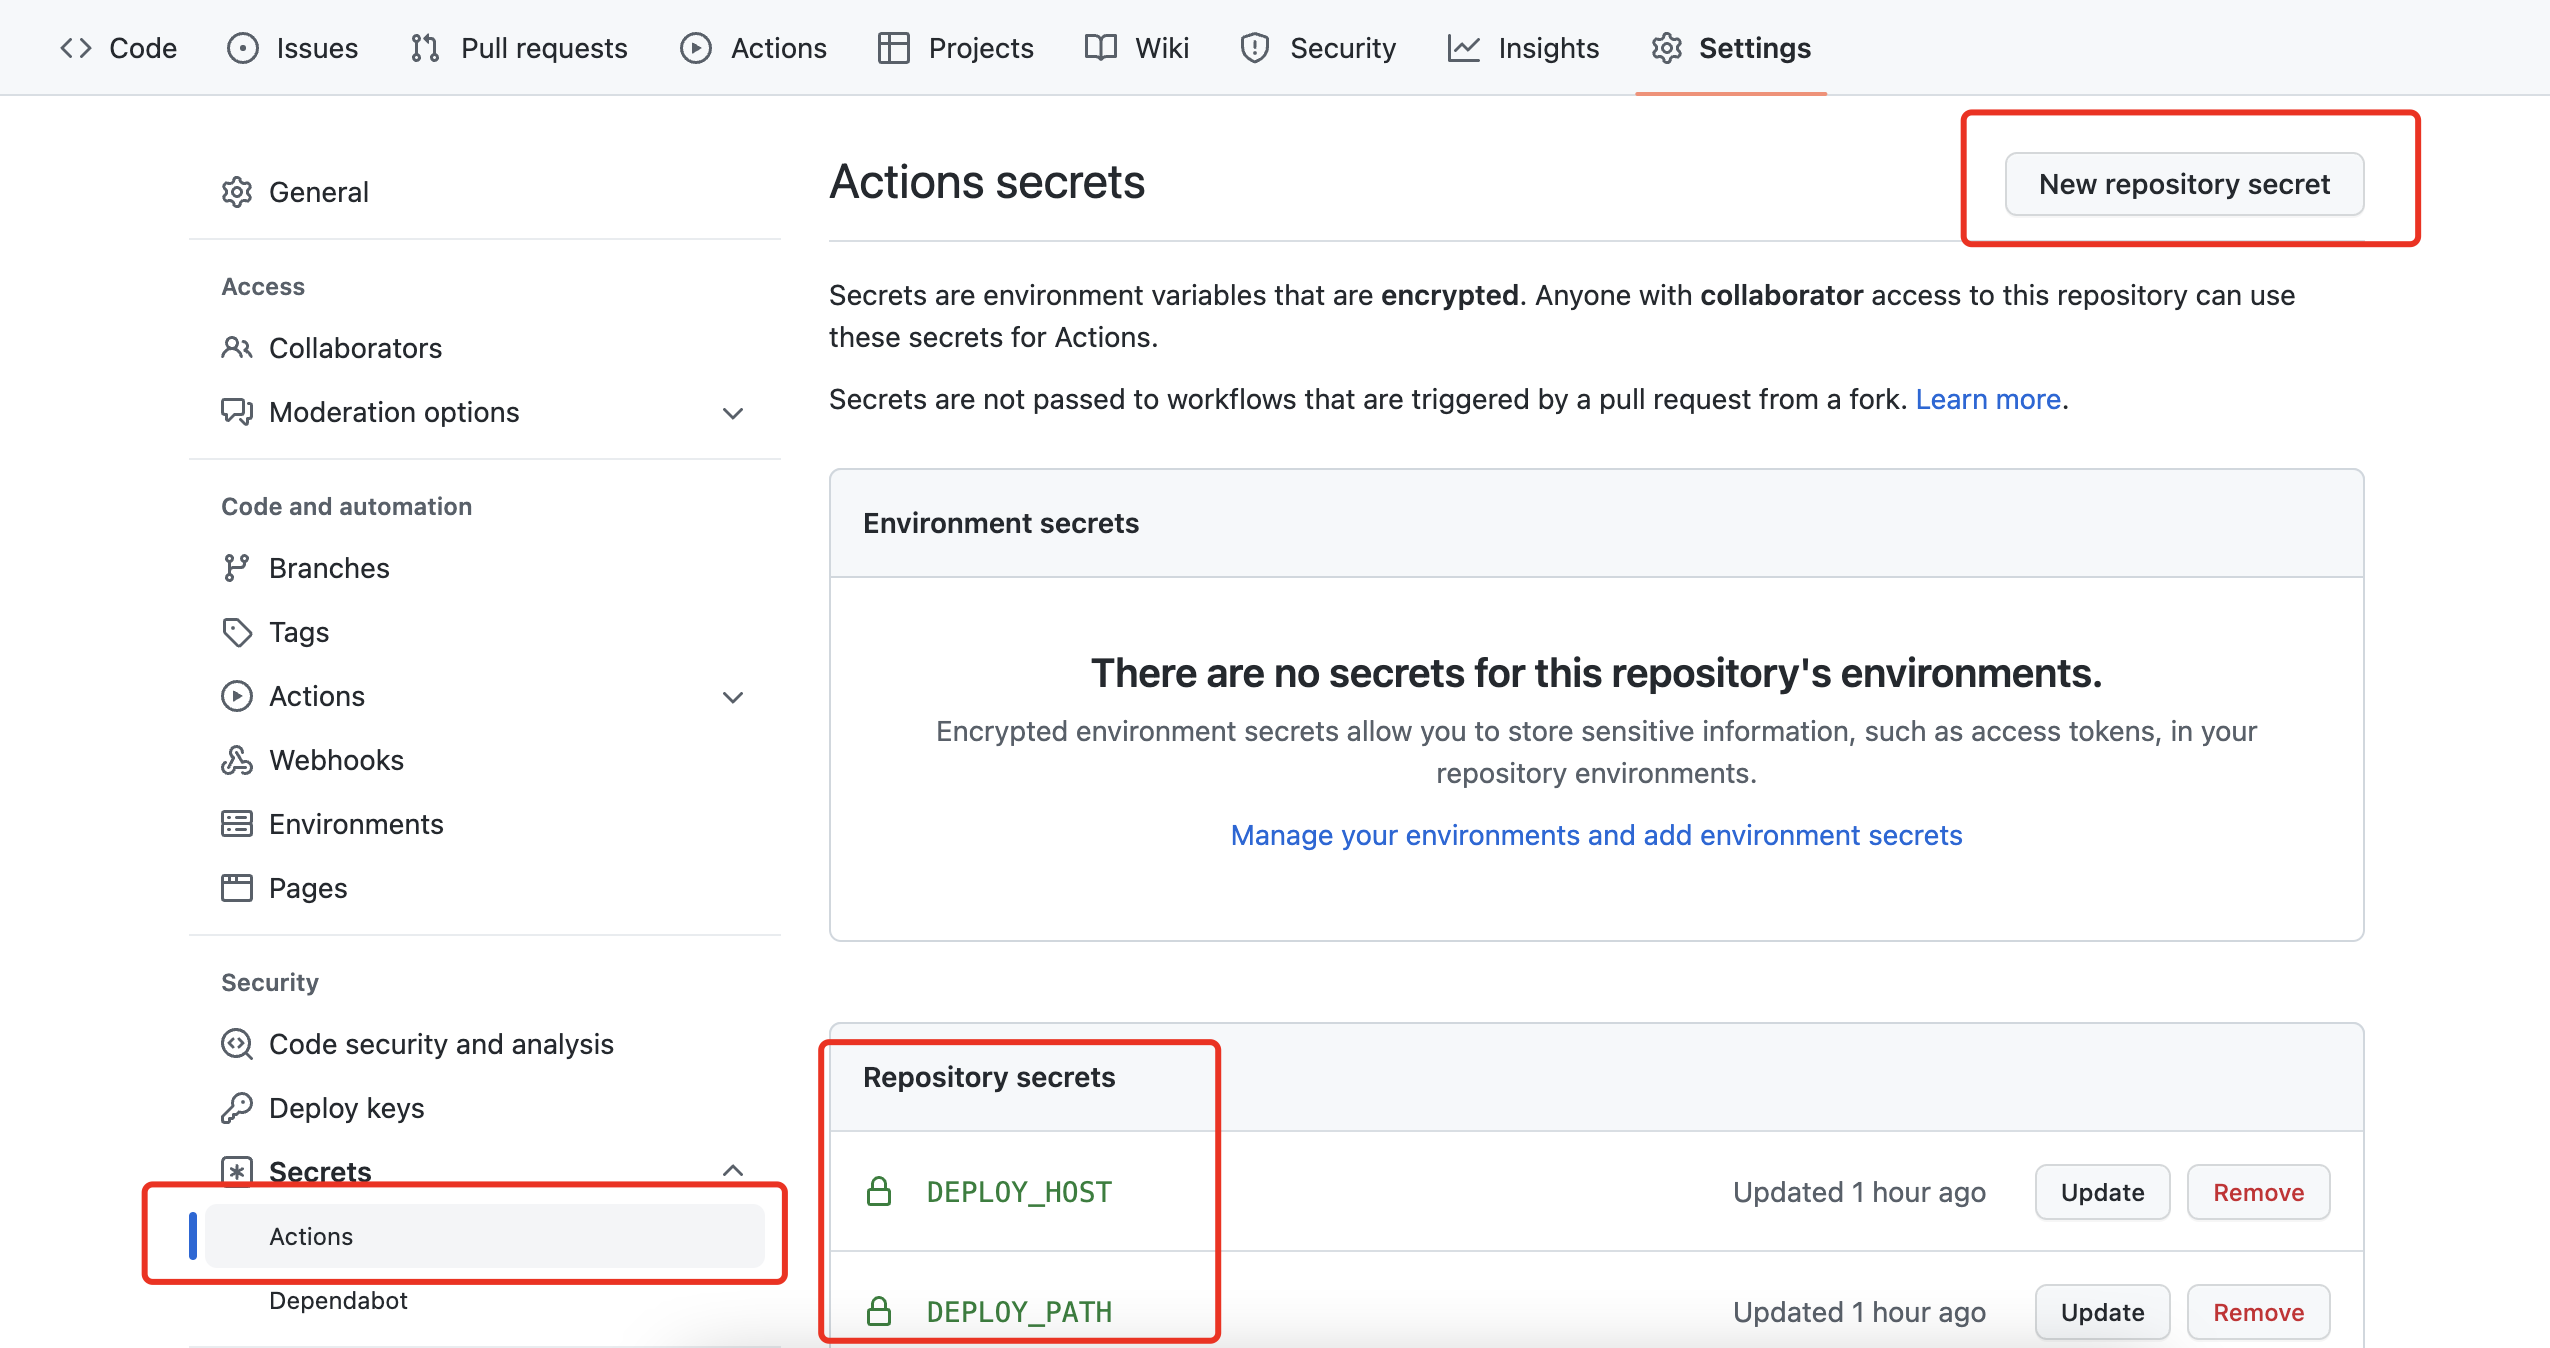 Code Issues Pull requests Actions Projects Wiki Security Insights Settings
General
Access
Collaborators
Moderation options
Code and automation
Branches
Tags
Actions
Webhooks
Environments
Pages
Security
Code security and analysis
Deploy keys
Secrets
Actions
Dependabot
Actions secrets
New repository secret
Secrets are environment variables that are encrypted. Anyone with collaborator access to this repository can use
these secrets for Actions.
Secrets are not passed to workflows that are triggered by a pull request from a fork. Learn more.
Environment secrets
There are no secrets for this repository's environments.
Encrypted environment secrets allow you to store sensitive information, such as access tokens, in your
repository environments.
Manage your environments and add environment secrets
Repository secrets
DEPLOY_HOST Updated 1 hour ago Update Remove
DEPLOY_PATH Updated 1 hour ago Update Remove